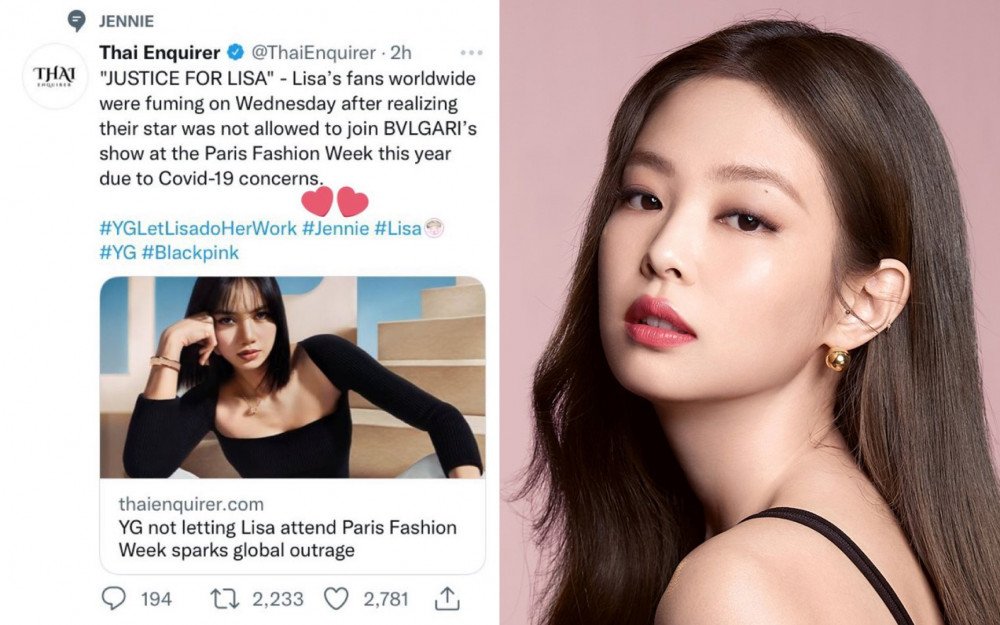 JENNIE
THAI
ENQUIRER
Thai Enquirer @ThaiEnquirer · 2h
"JUSTICE FOR LISA" - Lisa's fans worldwide
were fuming on Wednesday after realizing
their star was not allowed to join BVLGARI's
show at the Paris Fashion Week this year
due to Covid-19 concerns.
#YGLetLisadoHerWork #Jennie #Lisa
#YG #Blackpink
thaienquirer.com
YG not letting Lisa attend Paris Fashion
Week sparks global outrage
194 2,233 2,781